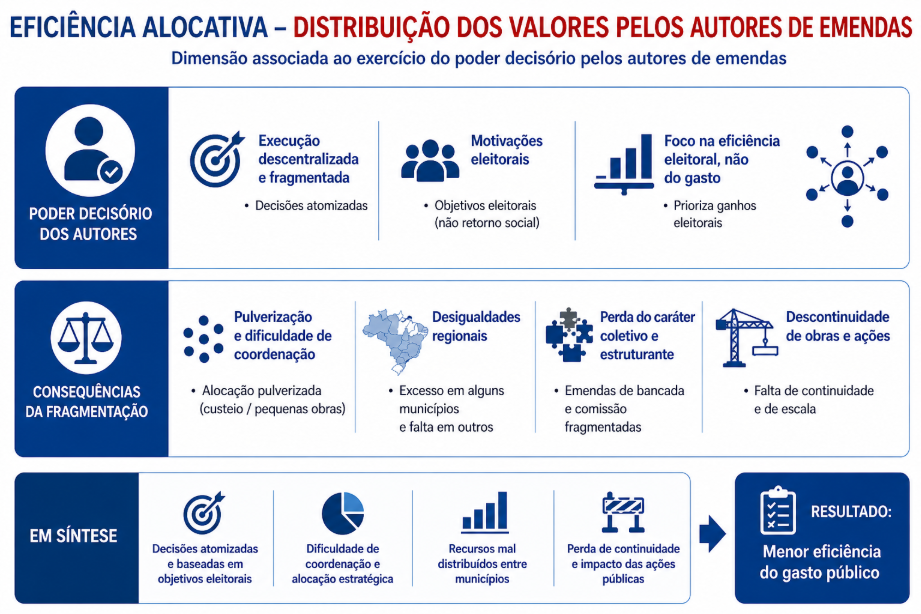 EFICIÊNCIA ALOCATIVA – DISTRIBUIÇÃO DOS VALORES PELOS AUTORES DE EMENDAS
Dimensão associada ao exercício do poder decisório pelos autores de emendas
PODER DECISÓRIO
DOS AUTORES
Execução
descentralizada
e fragmentada
• Decisões atomizadas
Motivações
eleitorais
• Objetivos eleitorais
(não retorno social)
Foco na eficiência
eleitoral, não
do gasto
• Prioriza ganhos
eleitorais
CONSEQUÊNCIAS
DA FRAGMENTAÇÃO
Pulverização
e dificuldade de
coordenação
• Alocação pulverizada
(custeio / pequenas obras)
Desigualdades
regionais
• Excesso em alguns
municípios
e falta em outros
Perda do caráter
coletivo e
estruturante
• Emendas de bancada
e comissão
fragmentadas
Descontinuidade
de obras e ações
• Falta de continuidade
e de escala
EM SÍNTESE
Decisões atomizadas
e baseadas em
objetivos eleitorais
Dificuldade de
coordenação e
alocação estratégica
Recursos mal
distribuídos entre
municípios
Perda de continuidade
e impacto das ações
públicas
RESULTADO:
Menor eficiência
do gasto público